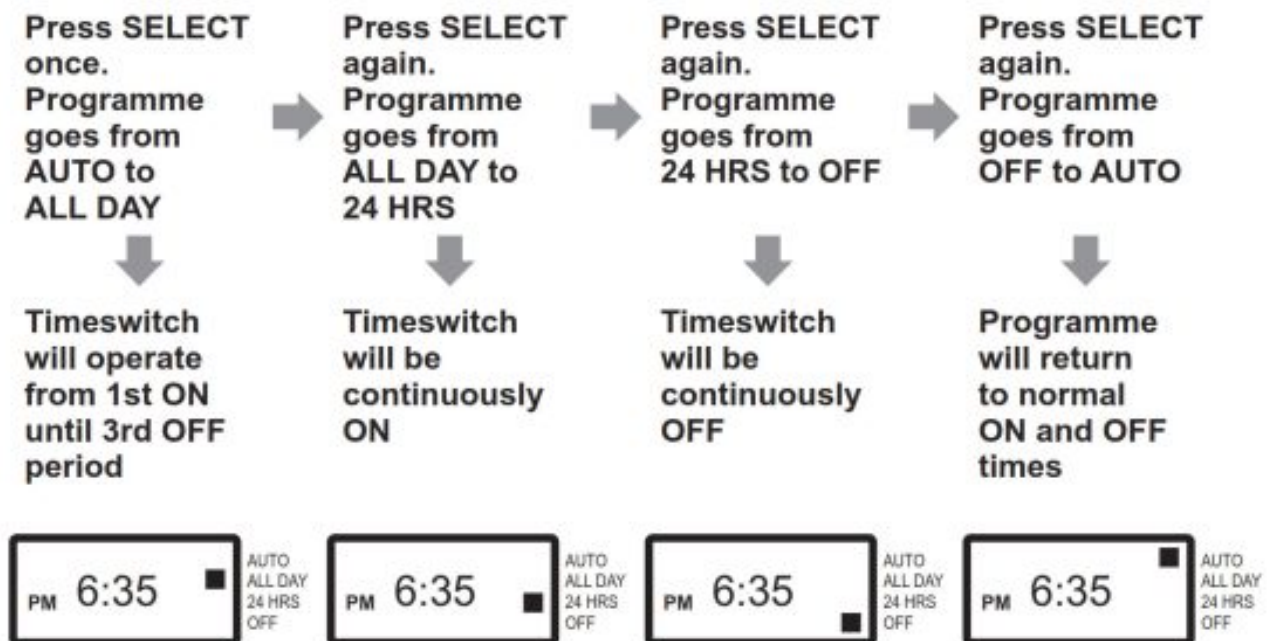 Press SELECT
once.
Programme
goes from
AUTO to
ALL DAY
Press SELECT
again.
Programme
goes from
ALL DAY to
24 HRS
Press SELECT
again.
Programme
goes from
24 HRS to OFF
Press SELECT
again.
Programme
goes from
OFF to AUTO
Timeswitch
will operate
from 1st ON
until 3rd OFF
period
Timeswitch
will be
continuously
ON
Timeswitch
will be
continuously
OFF
Programme
will return
to normal
ON and OFF
times
PM 6:35
AUTO
ALL DAY
24 HRS
OFF
PM 6:35
AUTO
ALL DAY
24 HRS
OFF
PM 6:35
AUTO
ALL DAY
24 HRS
OFF
PM 6:35
AUTO
ALL DAY
24 HRS
OFF